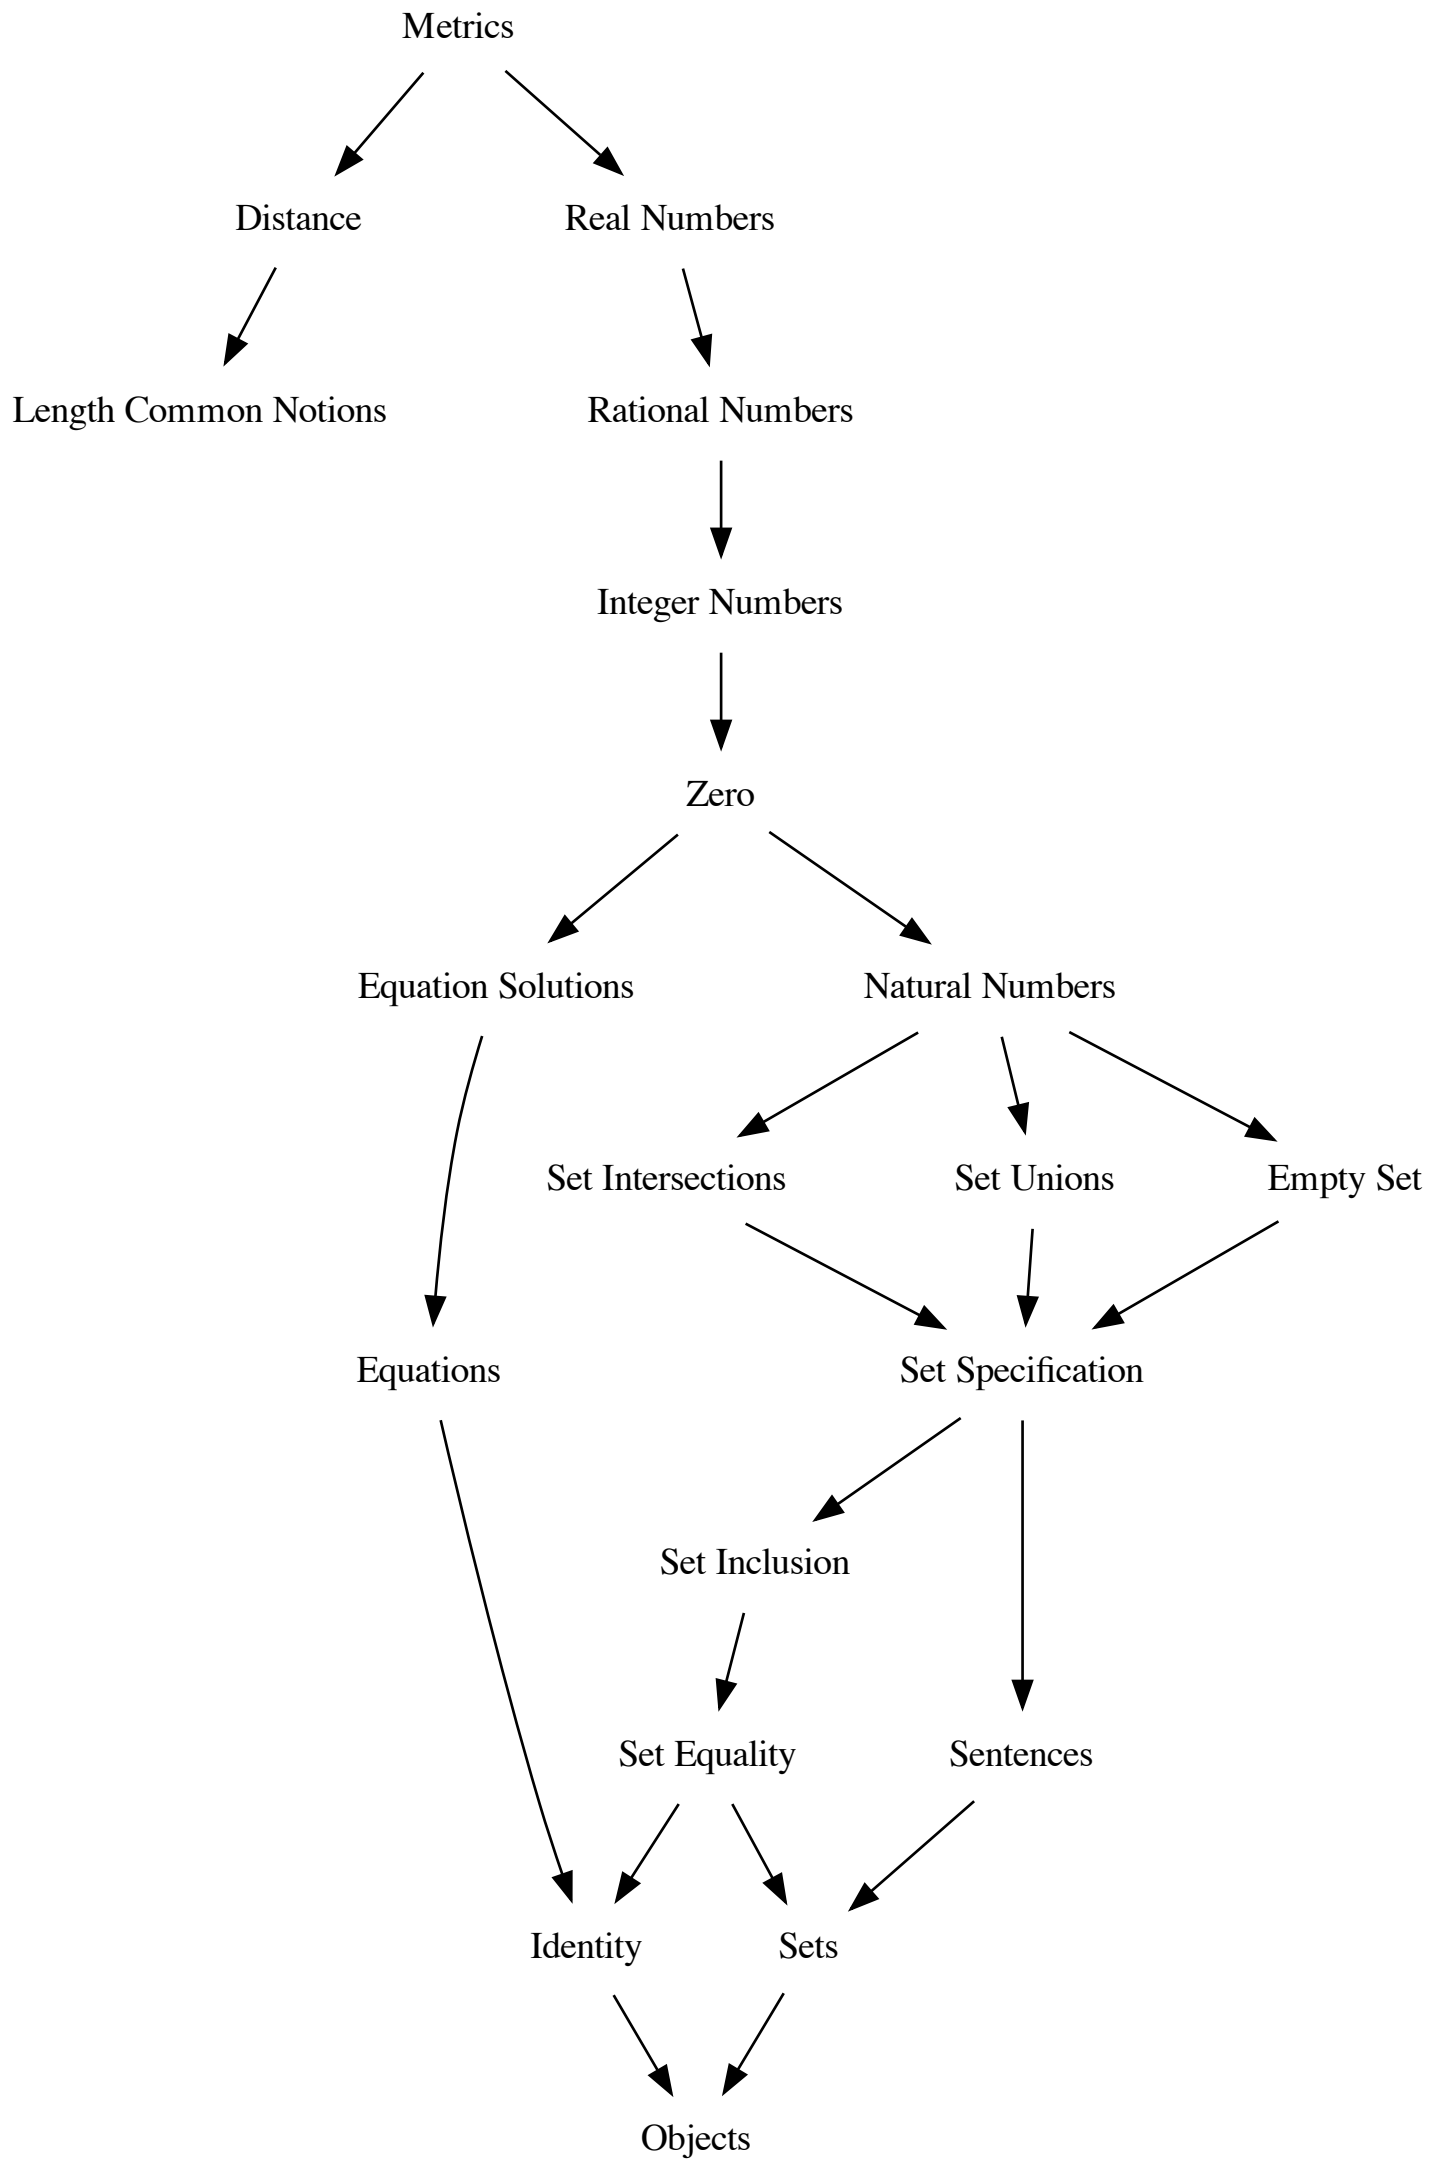 Metrics
Distance
Real Numbers
Length Common Notions
Rational Numbers
Integer Numbers
Zero
Equation Solutions
Natural Numbers
Set Intersections
Set Unions
Empty Set
Equations
Set Specification
Set Inclusion
Set Equality
Sentences
Identity
Sets
Objects